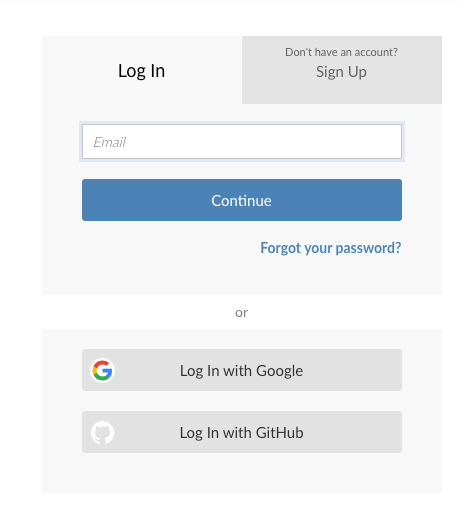 Log In
Don't have an account?
Sign Up
Email
Continue
Forgot your password?
or
Log In with Google
Log In with GitHub